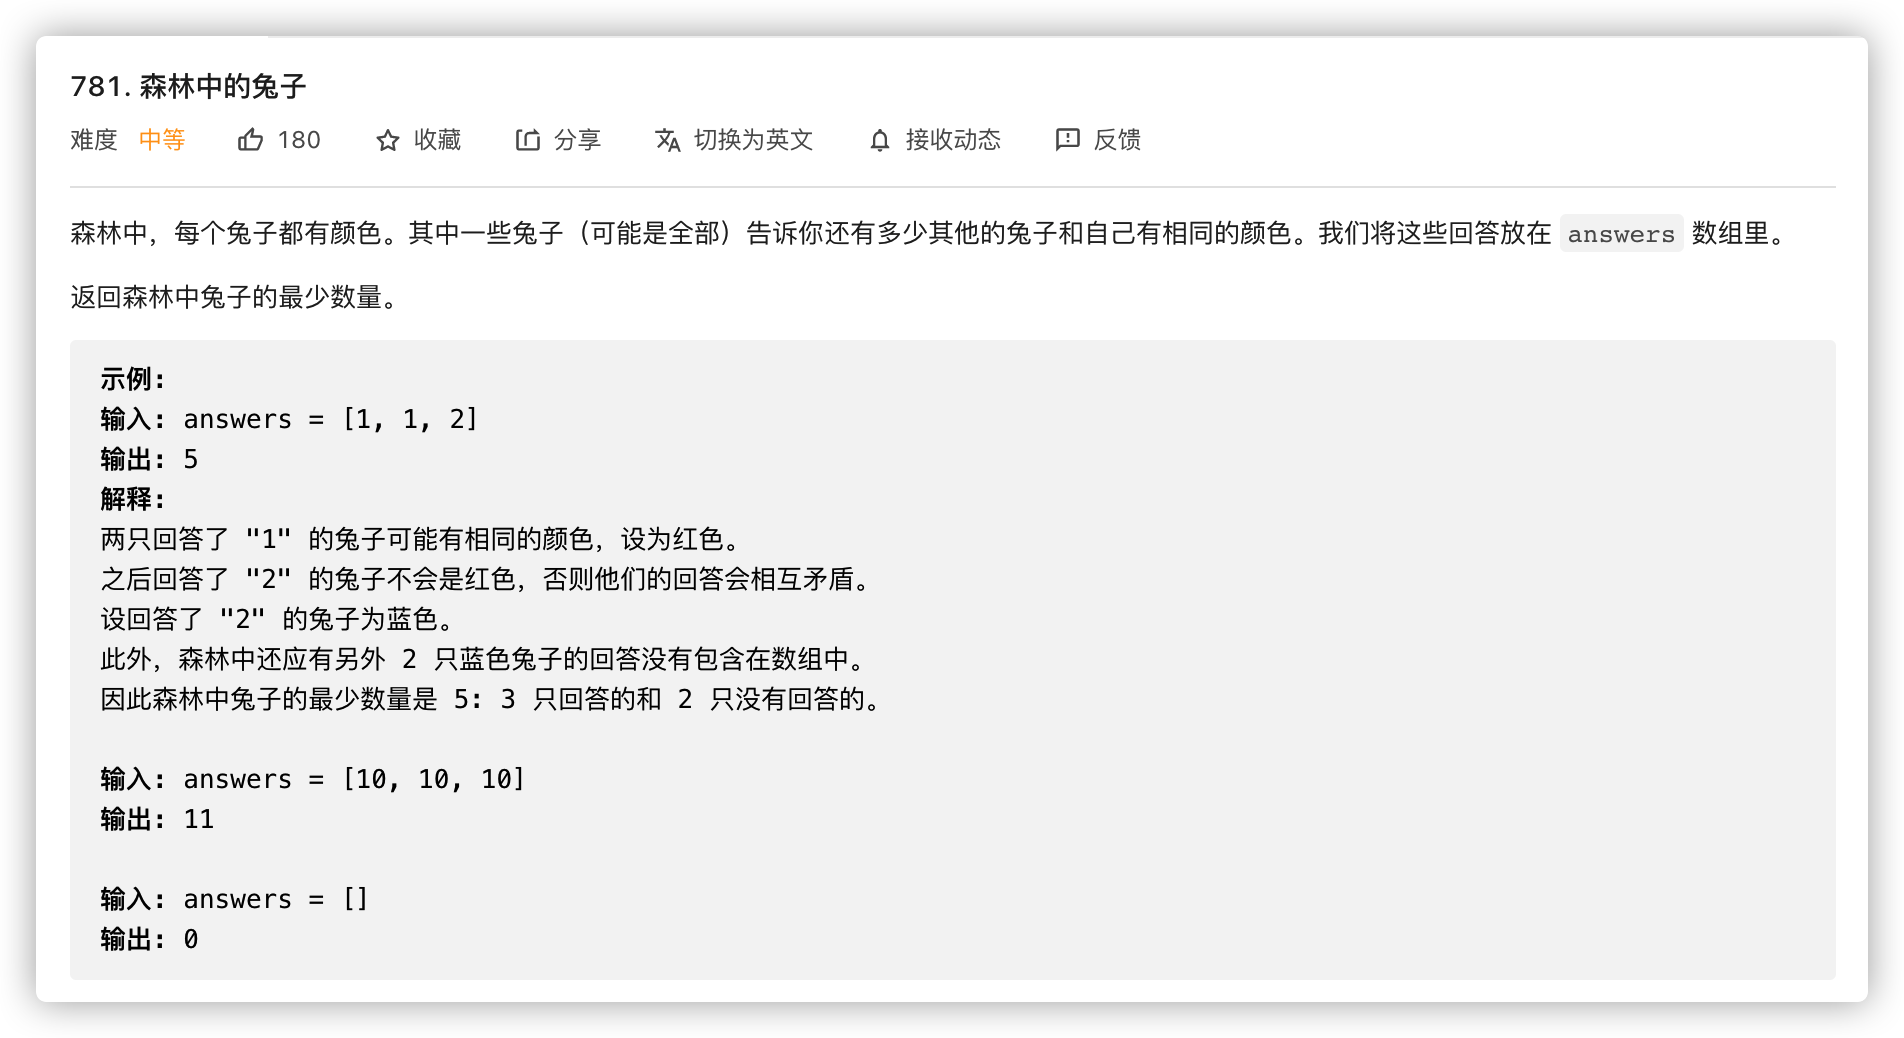 781. 森林中的兔子
难度 中等 180 收藏 分享 切换为英文 接收动态 反馈
森林中，每个兔子都有颜色。其中一些兔子（可能是全部）告诉你还有多少其他的兔子和自己有相同的颜色。我们将这些回答放在 answers 数组里。
返回森林中兔子的最少数量。
示例:
输入: answers = [1, 1, 2]
输出: 5
解释:
两只回答了 "1" 的兔子可能有相同的颜色，设为红色。
之后回答了 "2" 的兔子不会是红色，否则他们的回答会相互矛盾。
设回答了 "2" 的兔子为蓝色。
此外，森林中还应有另外 2 只蓝色兔子的回答没有包含在数组中。
因此森林中兔子的最少数量是 5: 3 只回答的和 2 只没有回答的。
输入: answers = [10, 10, 10]
输出: 11
输入: answers = []
输出: 0